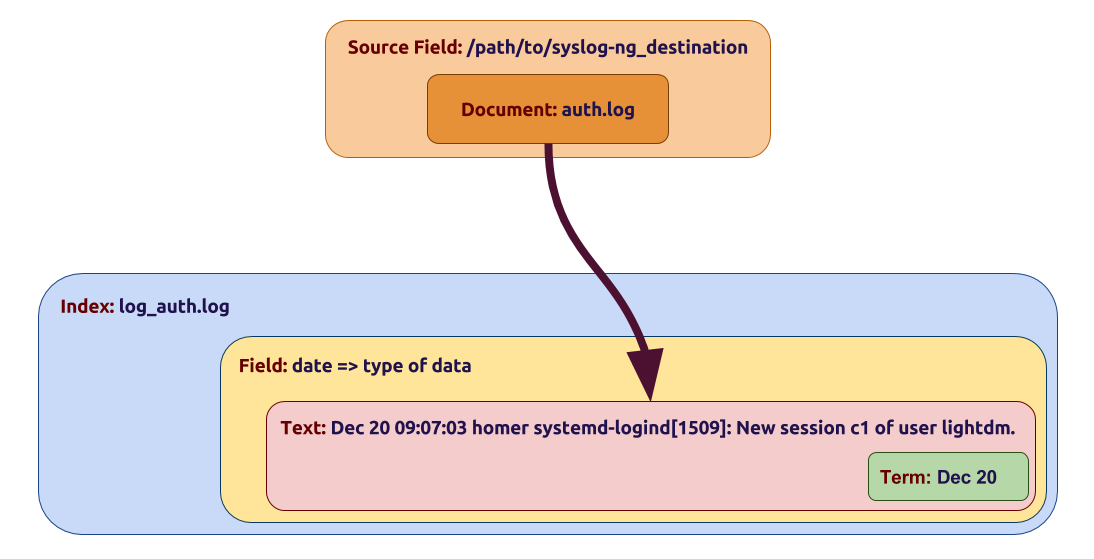 Source Field: /path/to/syslog-ng_destination
Document: auth.log
Index: log_auth.log
Field: date => type of data
Text: Dec 20 09:07:03 homer systemd-logind[1509]: New session c1 of user lightdm.
Term: Dec 20